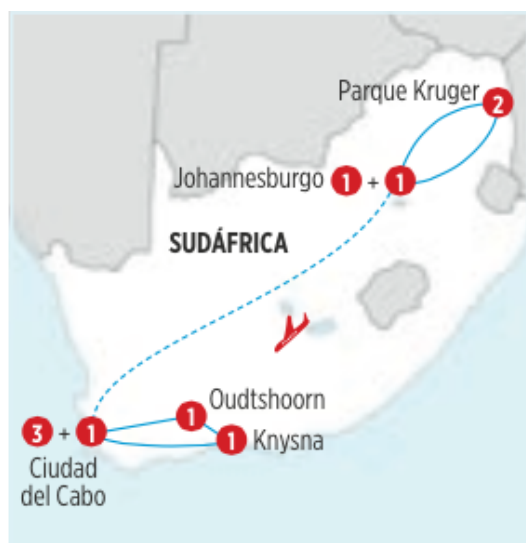 Parque Kruger 2
Johannesburgo 1 + 1
SUDÁFRICA
1 Oudtshoorn
3 + 1
1 Knysna
Ciudad
del Cabo